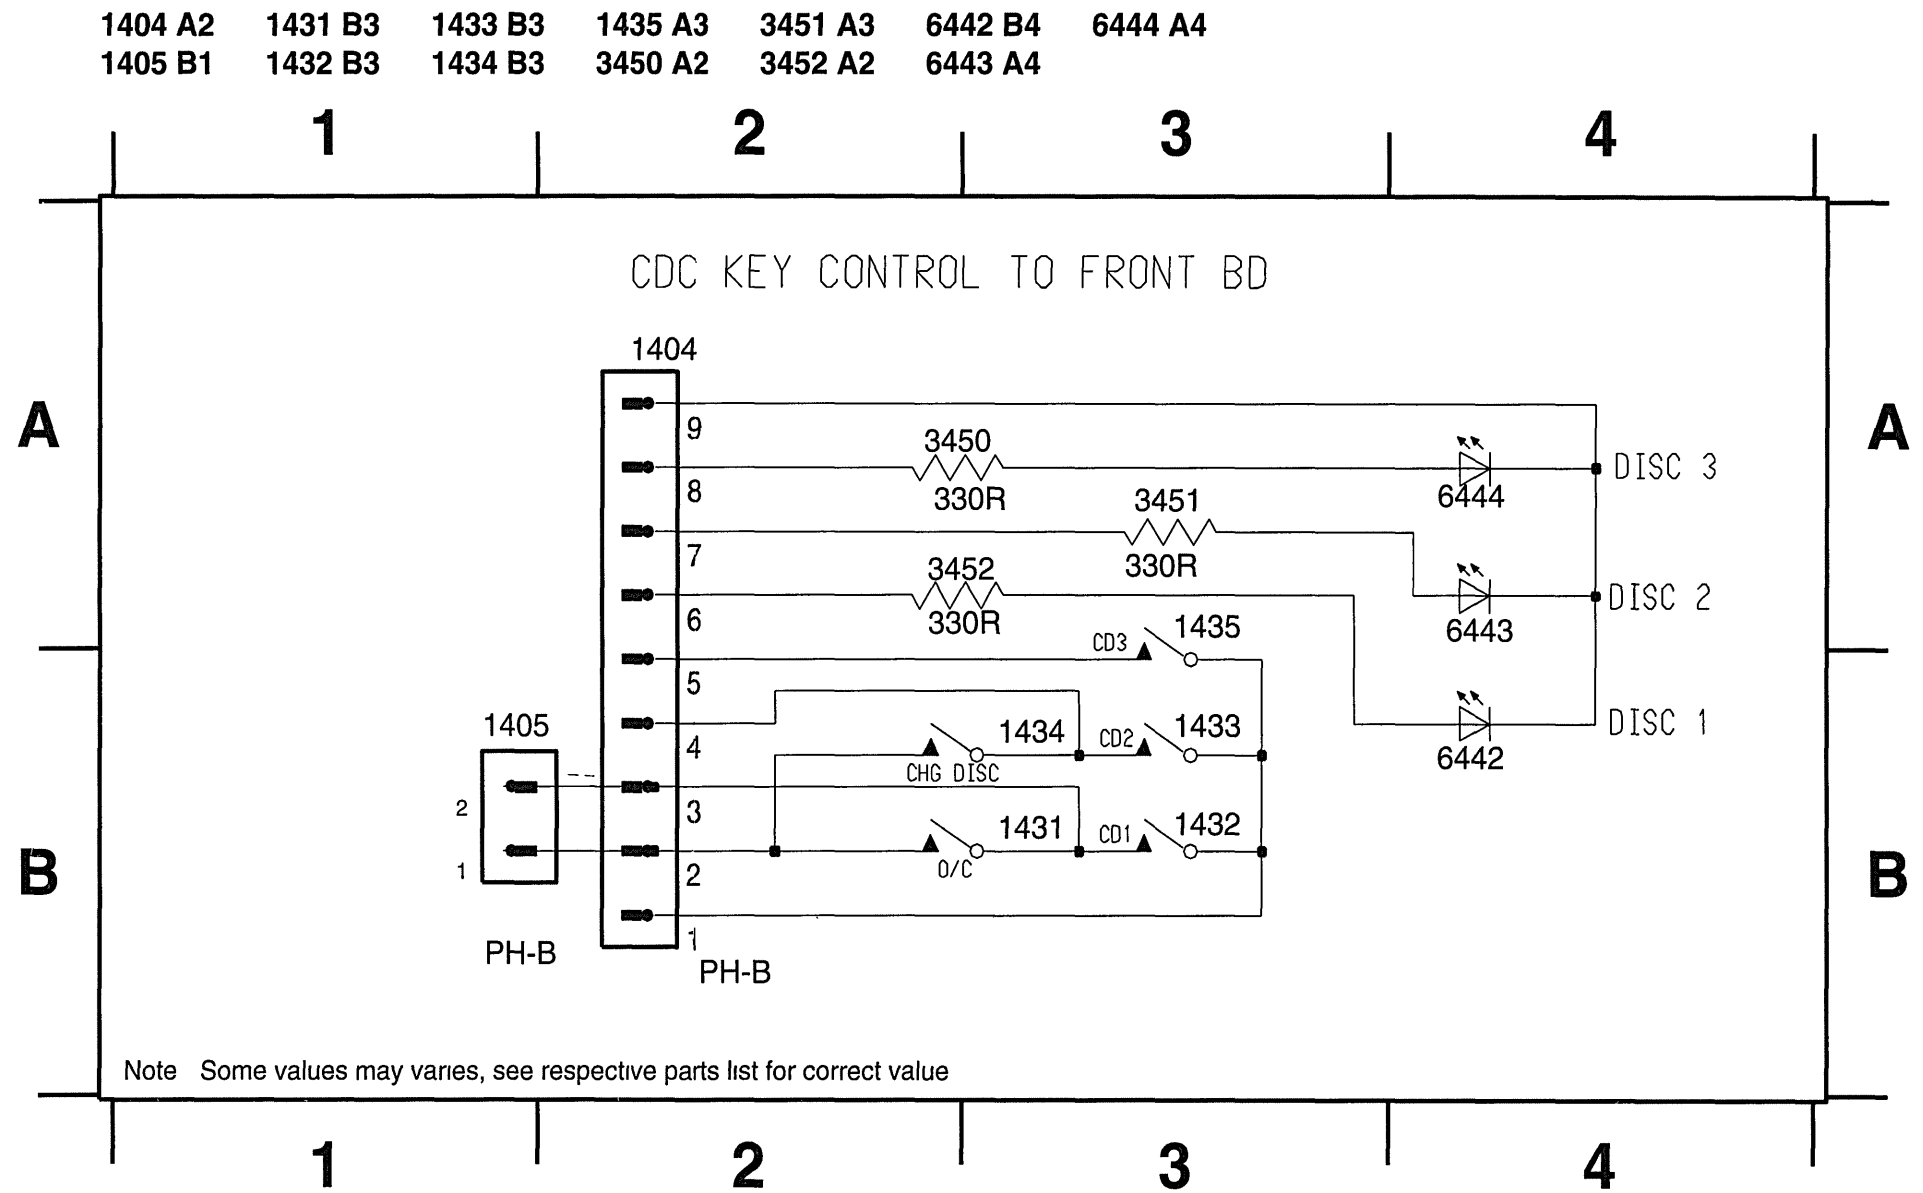 1404 A2 1431 B3 1433 B3 1435 A3 3451 A3 6442 B4 6444 A4
1405 B1 1432 B3 1434 B3 3450 A2 3452 A2 6443 A4
1 2 3 4
CDC KEY CONTROL TO FRONT BD
1404
A A
9
3450
8
330R
6444
DISC 3
3451
7
330R
3452
6
330R
6443
DISC 2
CD3 1435
5
1405
4
1434
CD2 1433
DISC 1
CHG DISC
6442
2
3
1431
CD1 1432
B B
1
2
O/C
1
PH-B
PH-B
Note Some values may varies, see respective parts list for correct value
1 2 3 4